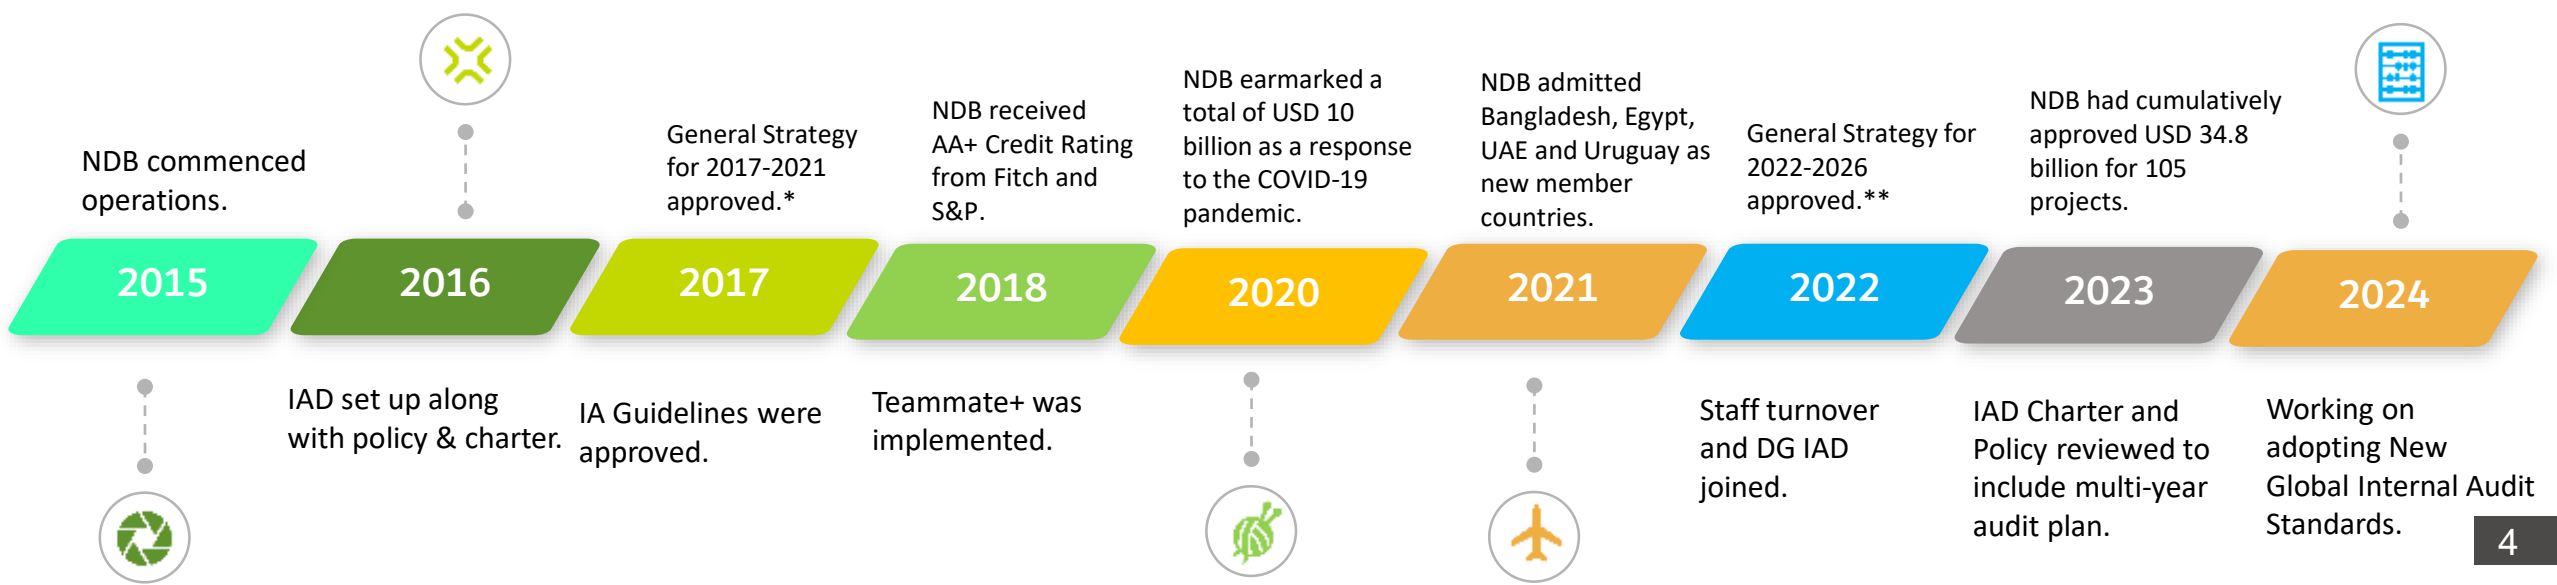 NDB commenced
operations.
General Strategy
for 2017-2021
approved.*
NDB received
AA+ Credit Rating
from Fitch and
S&P.
NDB earmarked a
total of USD 10
billion as a response
to the COVID-19
pandemic.
NDB admitted
Bangladesh, Egypt,
UAE and Uruguay as
new member
countries.
General Strategy for
2022-2026
approved.**
NDB had cumulatively
approved USD 34.8
billion for 105
projects.
2015
2016
2017
2018
2020
2021
2022
2023
2024
IAD set up along
with policy & charter.
IA Guidelines were
approved.
Teammate+ was
implemented.
Staff turnover
and DG IAD
joined.
IAD Charter and
Policy reviewed to
include multi-year
audit plan.
Working on
adopting New
Global Internal Audit
Standards.
4